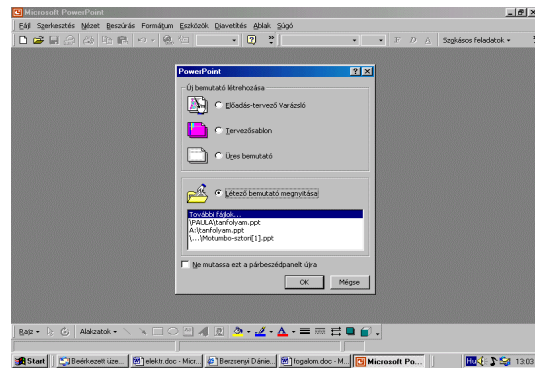 Microsoft PowerPoint
Fájl Szerkesztés Nézet Beszúrás Formátum Eszközök Diavetítés Ablak Súgó
F D A Szokásos feladatok
PowerPoint
Új bemutató létrehozása
Előadás-tervező Varázsló
Tervezősablon
Üres bemutató
Létező bemutató megnyitása
További fájlok...
\PAULA\tanfolyam.ppt
A:\tanfolyam.ppt
\...\Motumbo-sztori[1].ppt
Ne mutassa ezt a párbeszédpanelt újra
OK Mégse
Rajz Alakzatok
Start Beérkezett üze... elektr.doc - Micr... Berzsenyi Dánie... fogalom.doc - M... Microsoft Po... Hu 13:03